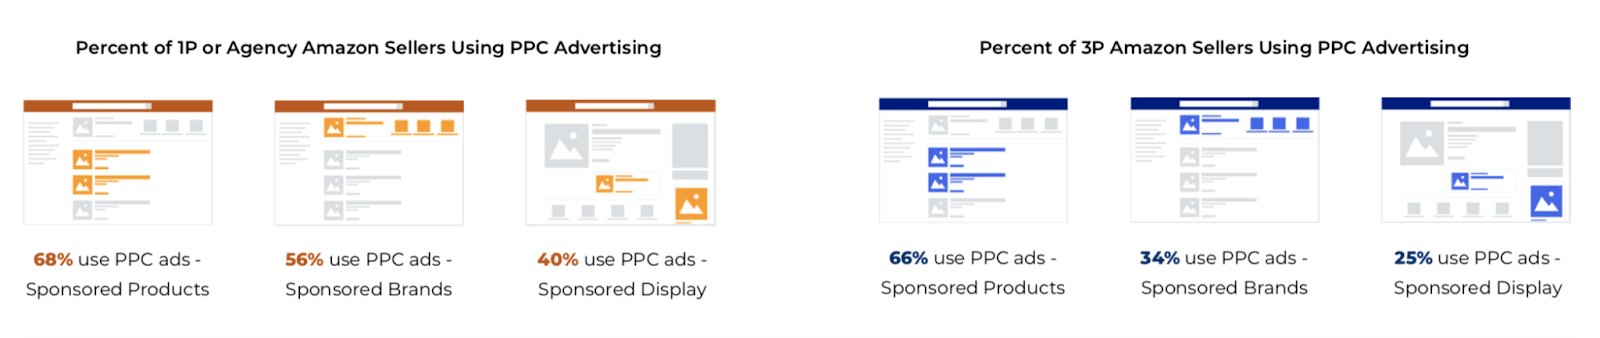 Percent of 1P or Agency Amazon Sellers Using PPC Advertising
68% use PPC ads -
Sponsored Products
56% use PPC ads -
Sponsored Brands
40% use PPC ads -
Sponsored Display
Percent of 3P Amazon Sellers Using PPC Advertising
66% use PPC ads -
Sponsored Products
34% use PPC ads -
Sponsored Brands
25% use PPC ads -
Sponsored Display